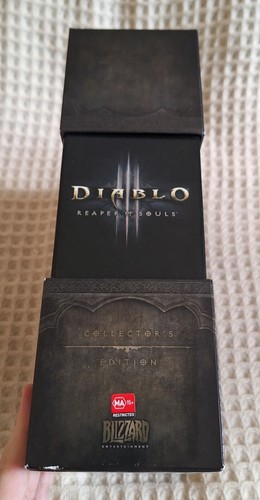 DIABLO
REAPER OF SOULS
COLLECTOR'S
EDITION
MA 15+
RESTRICTED
BLIZZARD
ENTERTAINMENT